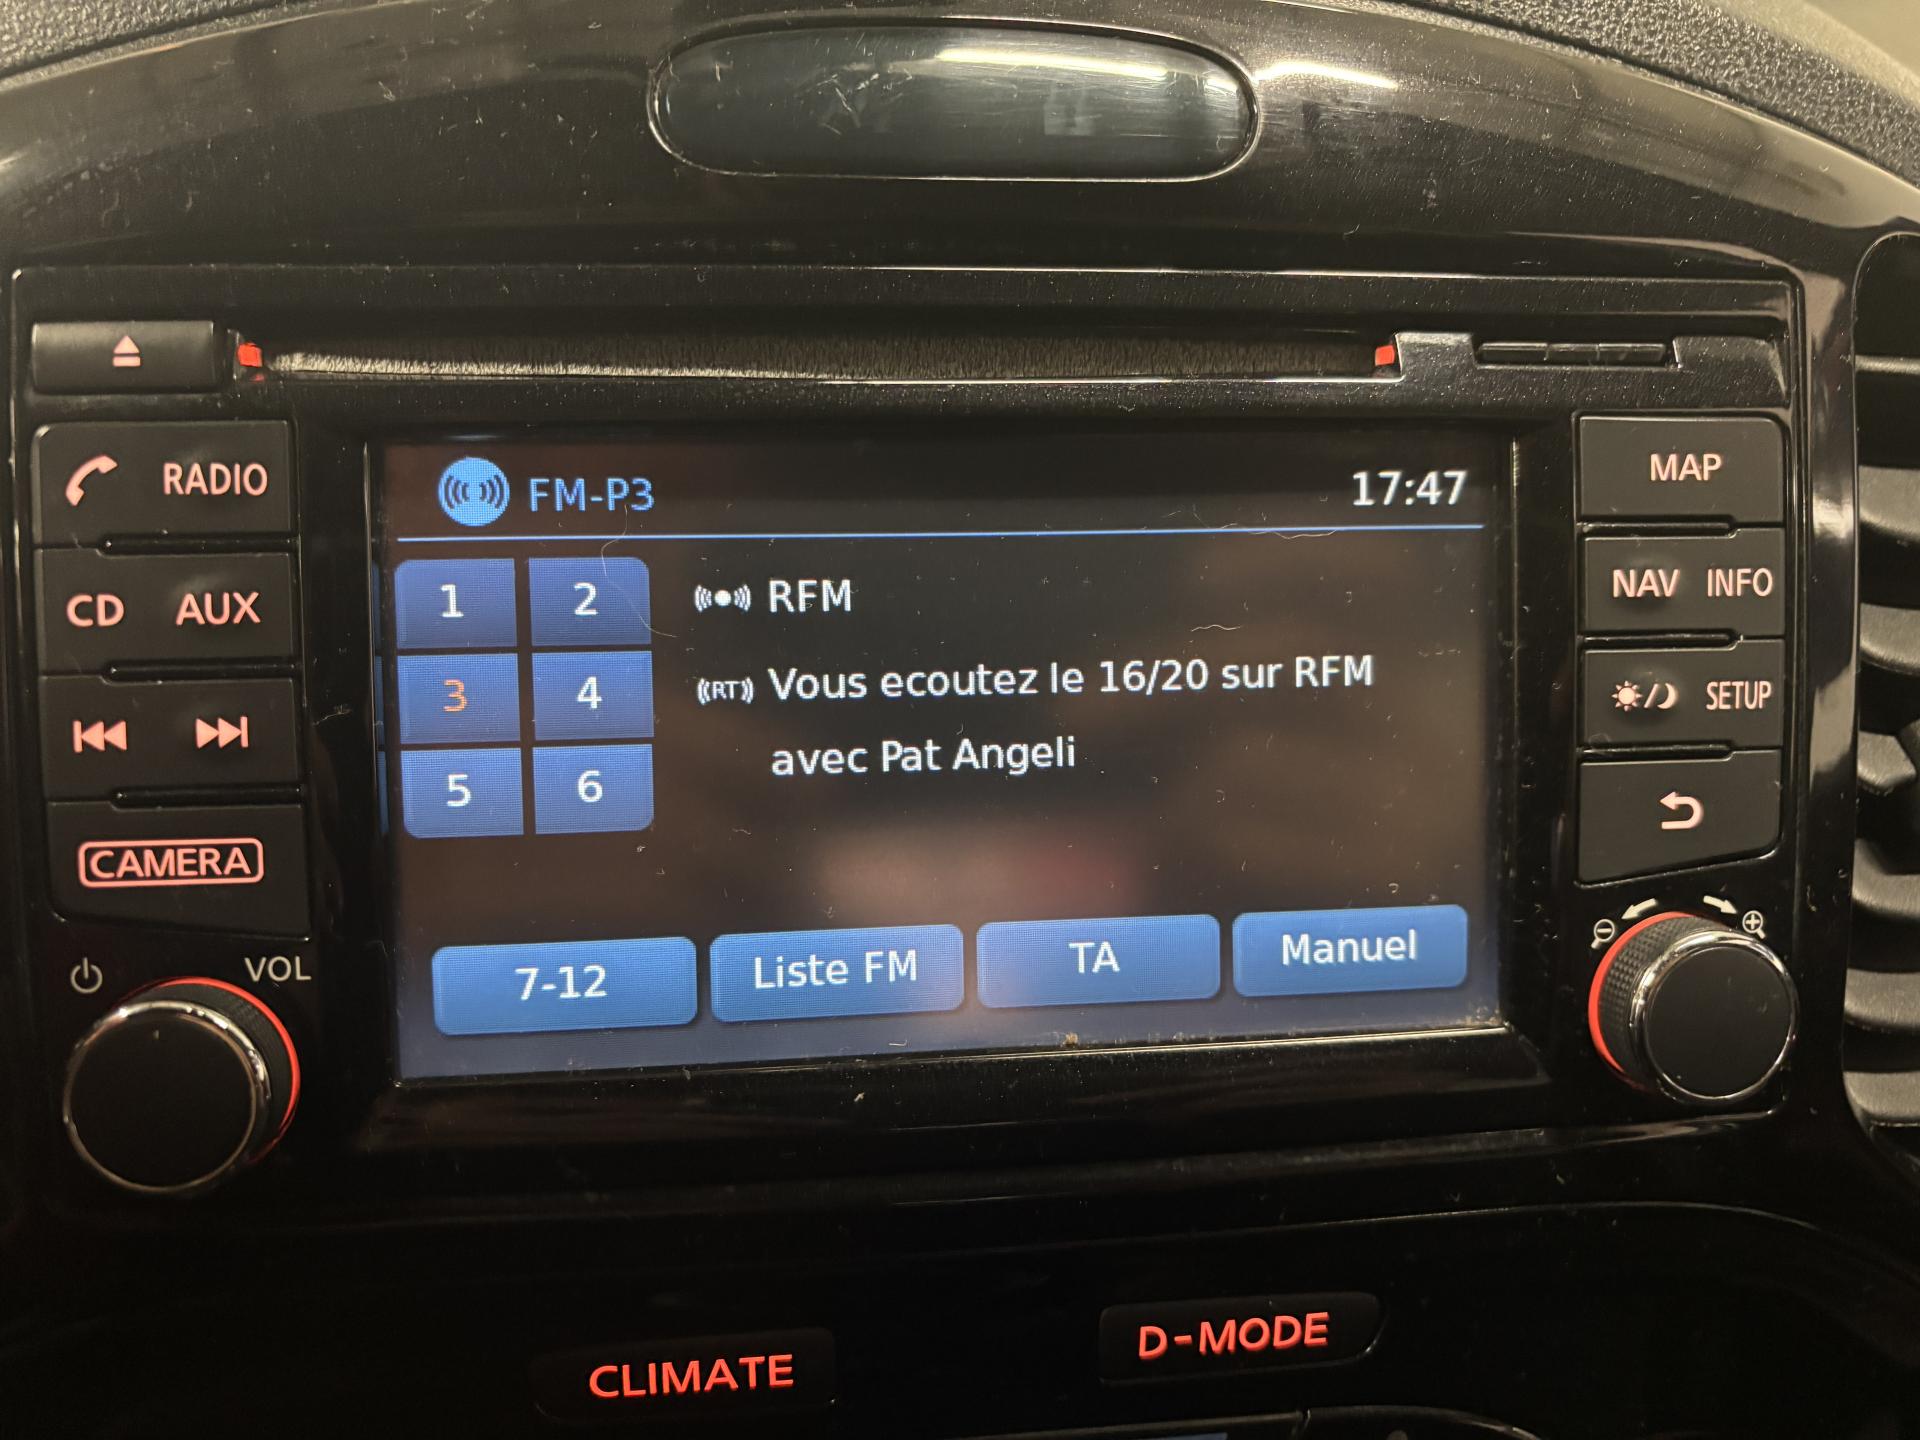 RADIO
CD AUX
CAMERA
VOL
FM-P3 17:47
1 2
3 4
5 6
RFM
RT Vous ecoutez le 16/20 sur RFM
avec Pat Angeli
7-12 Liste FM TA Manuel
MAP
NAV INFO
SETUP
CLIMATE D-MODE